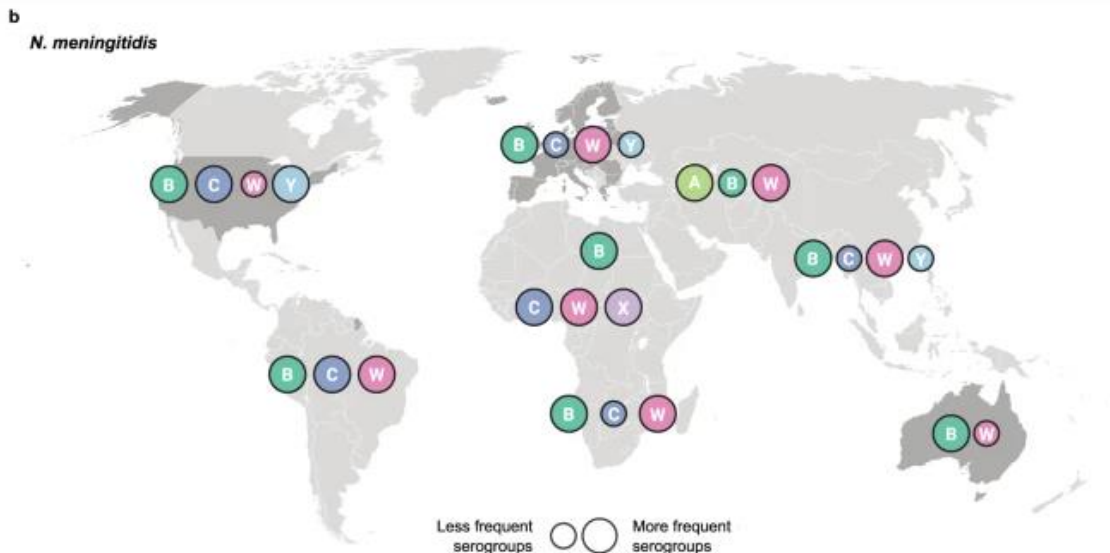 b
N. meningitidis
B C W Y
B C W Y
A B W
B
B C W Y
C W X
B C W
B C W
B W
Less frequent
serogroups
More frequent
serogroups